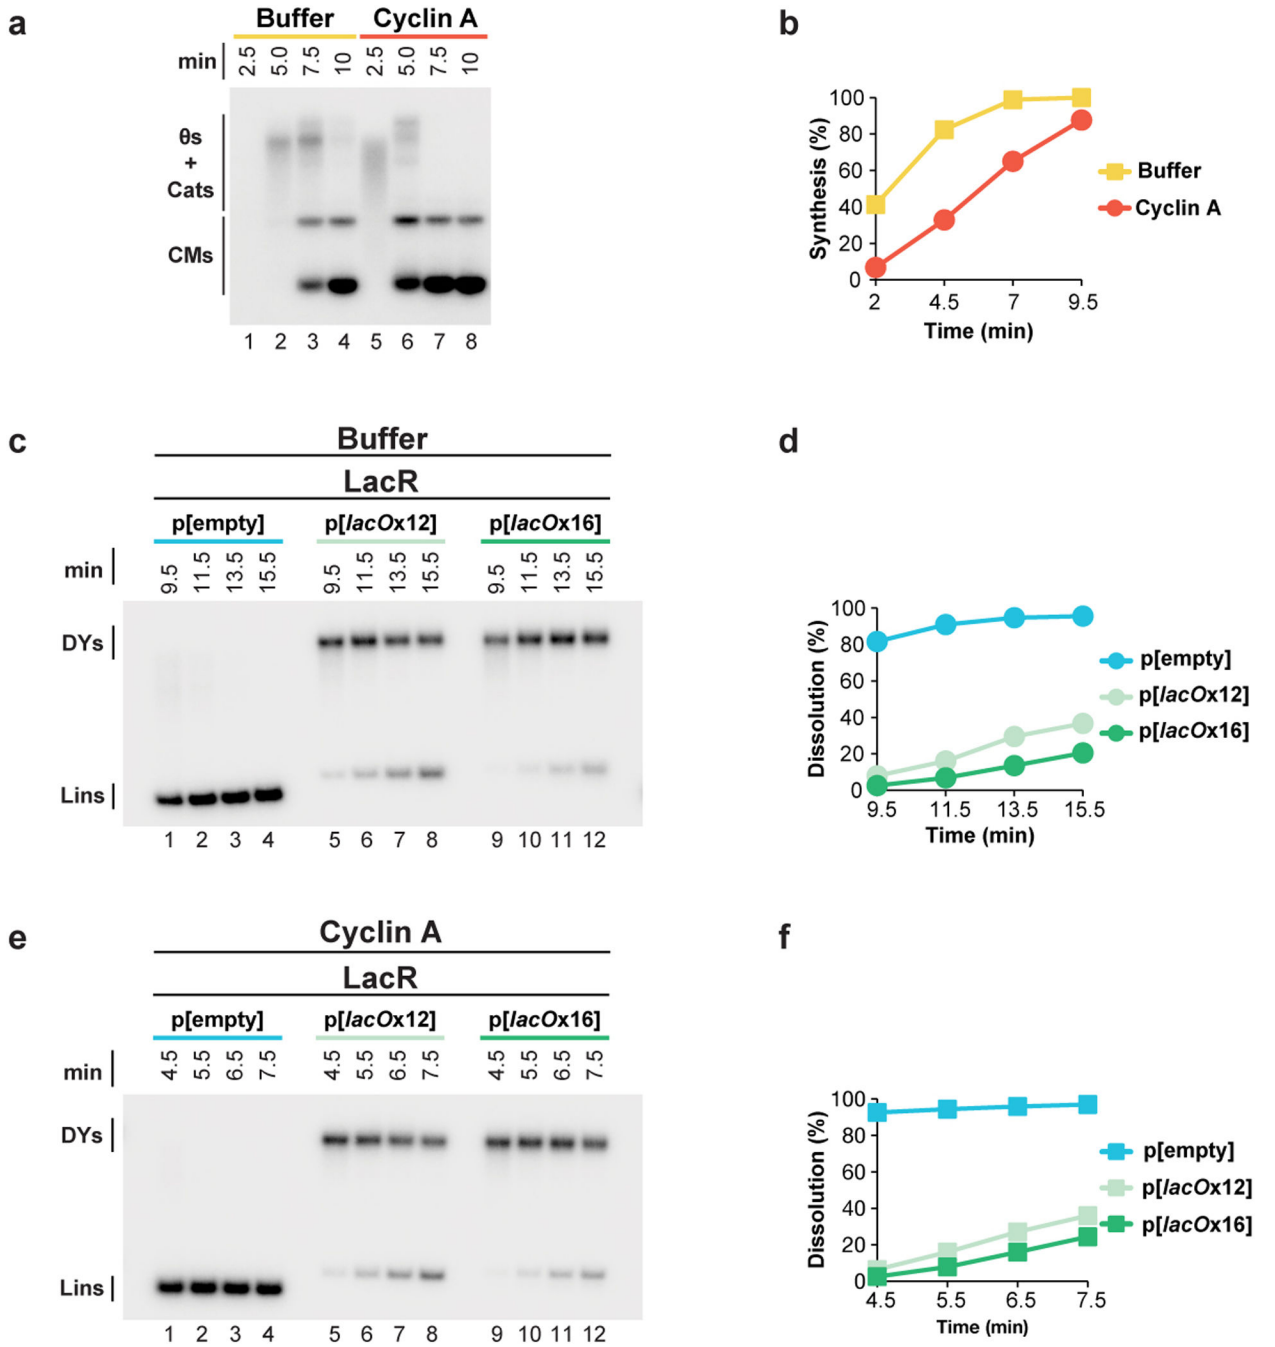 a
Buffer Cyclin A
min 2.5 5.0 7.5 10 2.5 5.0 7.5 10
θs
+
Cats
CMs
1 2 3 4 5 6 7 8
b
Synthesis (%)
100
80
60
40
20
0
2 4.5 7 9.5
Time (min)
Buffer
Cyclin A
c
Buffer
LacR
p[empty] p[lacOx12] p[lacOx16]
min 9.5 11.5 13.5 15.5 9.5 11.5 13.5 15.5 9.5 11.5 13.5 15.5
DYs
Lins
1 2 3 4 5 6 7 8 9 10 11 12
d
Dissolution (%)
100
80
60
40
20
0
9.5 11.5 13.5 15.5
Time (min)
p[empty]
p[lacOx12]
p[lacOx16]
e
Cyclin A
LacR
p[empty] p[lacOx12] p[lacOx16]
min 4.5 5.5 6.5 7.5 4.5 5.5 6.5 7.5 4.5 5.5 6.5 7.5
DYs
Lins
1 2 3 4 5 6 7 8 9 10 11 12
f
Dissolution (%)
100
80
60
40
20
0
4.5 5.5 6.5 7.5
Time (min)
p[empty]
p[lacOx12]
p[lacOx16]